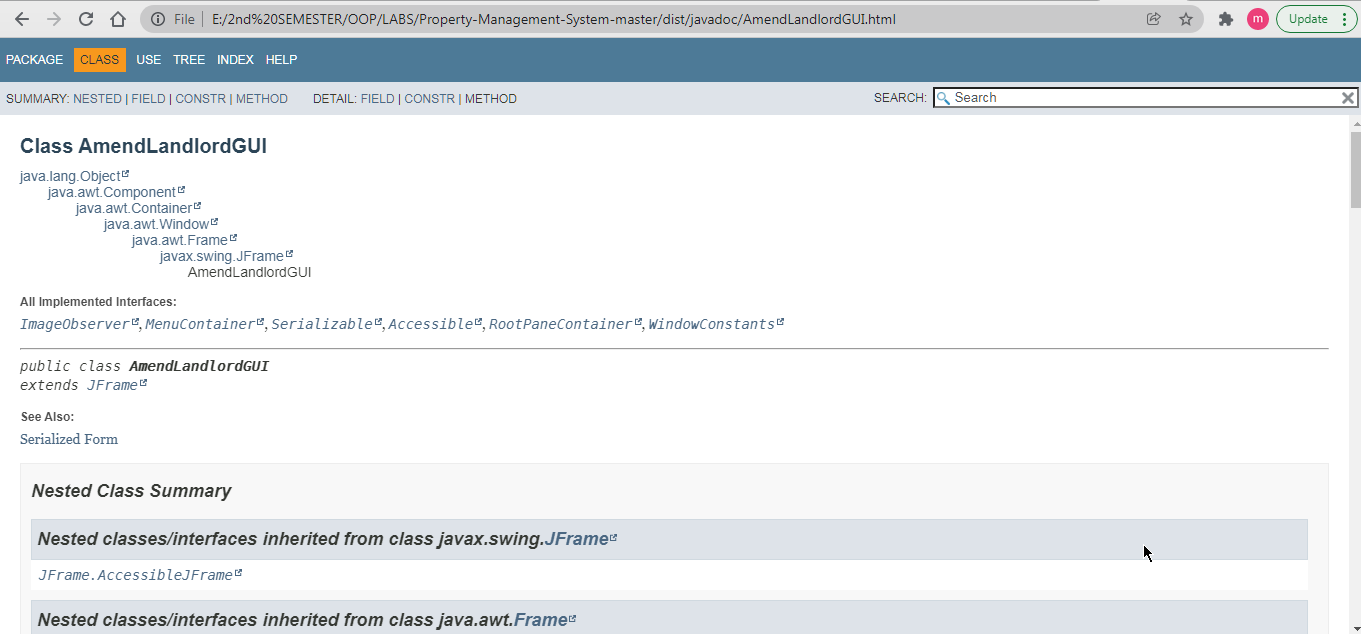 File | E:/2nd%20SEMESTER/OOP/LABS/Property-Management-System-master/dist/javadoc/AmendLandlordGUI.html
m
Update
PACKAGE CLASS USE TREE INDEX HELP
SUMMARY: NESTED | FIELD | CONSTR | METHOD DETAIL: FIELD | CONSTR | METHOD SEARCH: Search
Class AmendLandlordGUI
java.lang.Object
java.awt.Component
java.awt.Container
java.awt.Window
java.awt.Frame
javax.swing.JFrame
AmendLandlordGUI
All Implemented Interfaces:
ImageObserver, MenuContainer, Serializable, Accessible, RootPaneContainer, WindowConstants
public class AmendLandlordGUI
extends JFrame
See Also:
Serialized Form
Nested Class Summary
Nested classes/interfaces inherited from class javax.swing.JFrame
JFrame.AccessibleJFrame
Nested classes/interfaces inherited from class java.awt.Frame